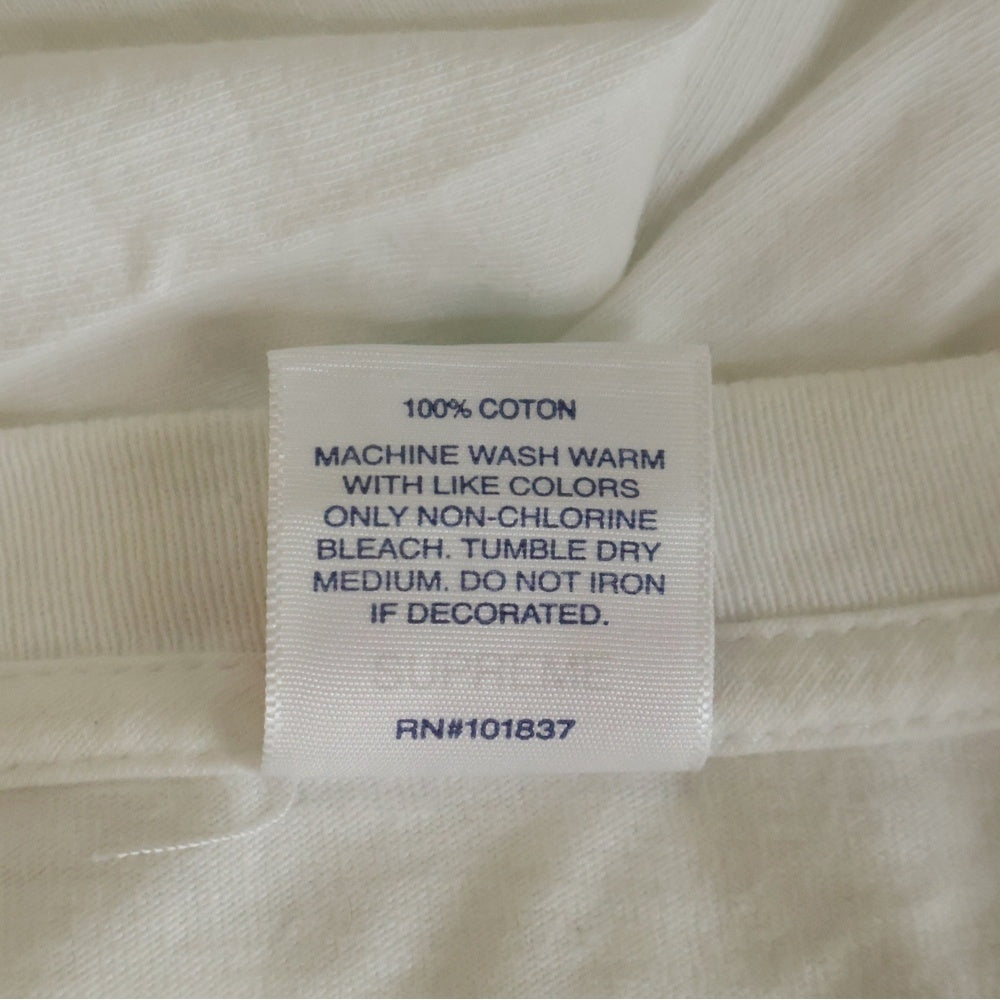 100% COTON
MACHINE WASH WARM
WITH LIKE COLORS
ONLY NON-CHLORINE
BLEACH. TUMBLE DRY
MEDIUM. DO NOT IRON
IF DECORATED.
SUPREME
RN#101837